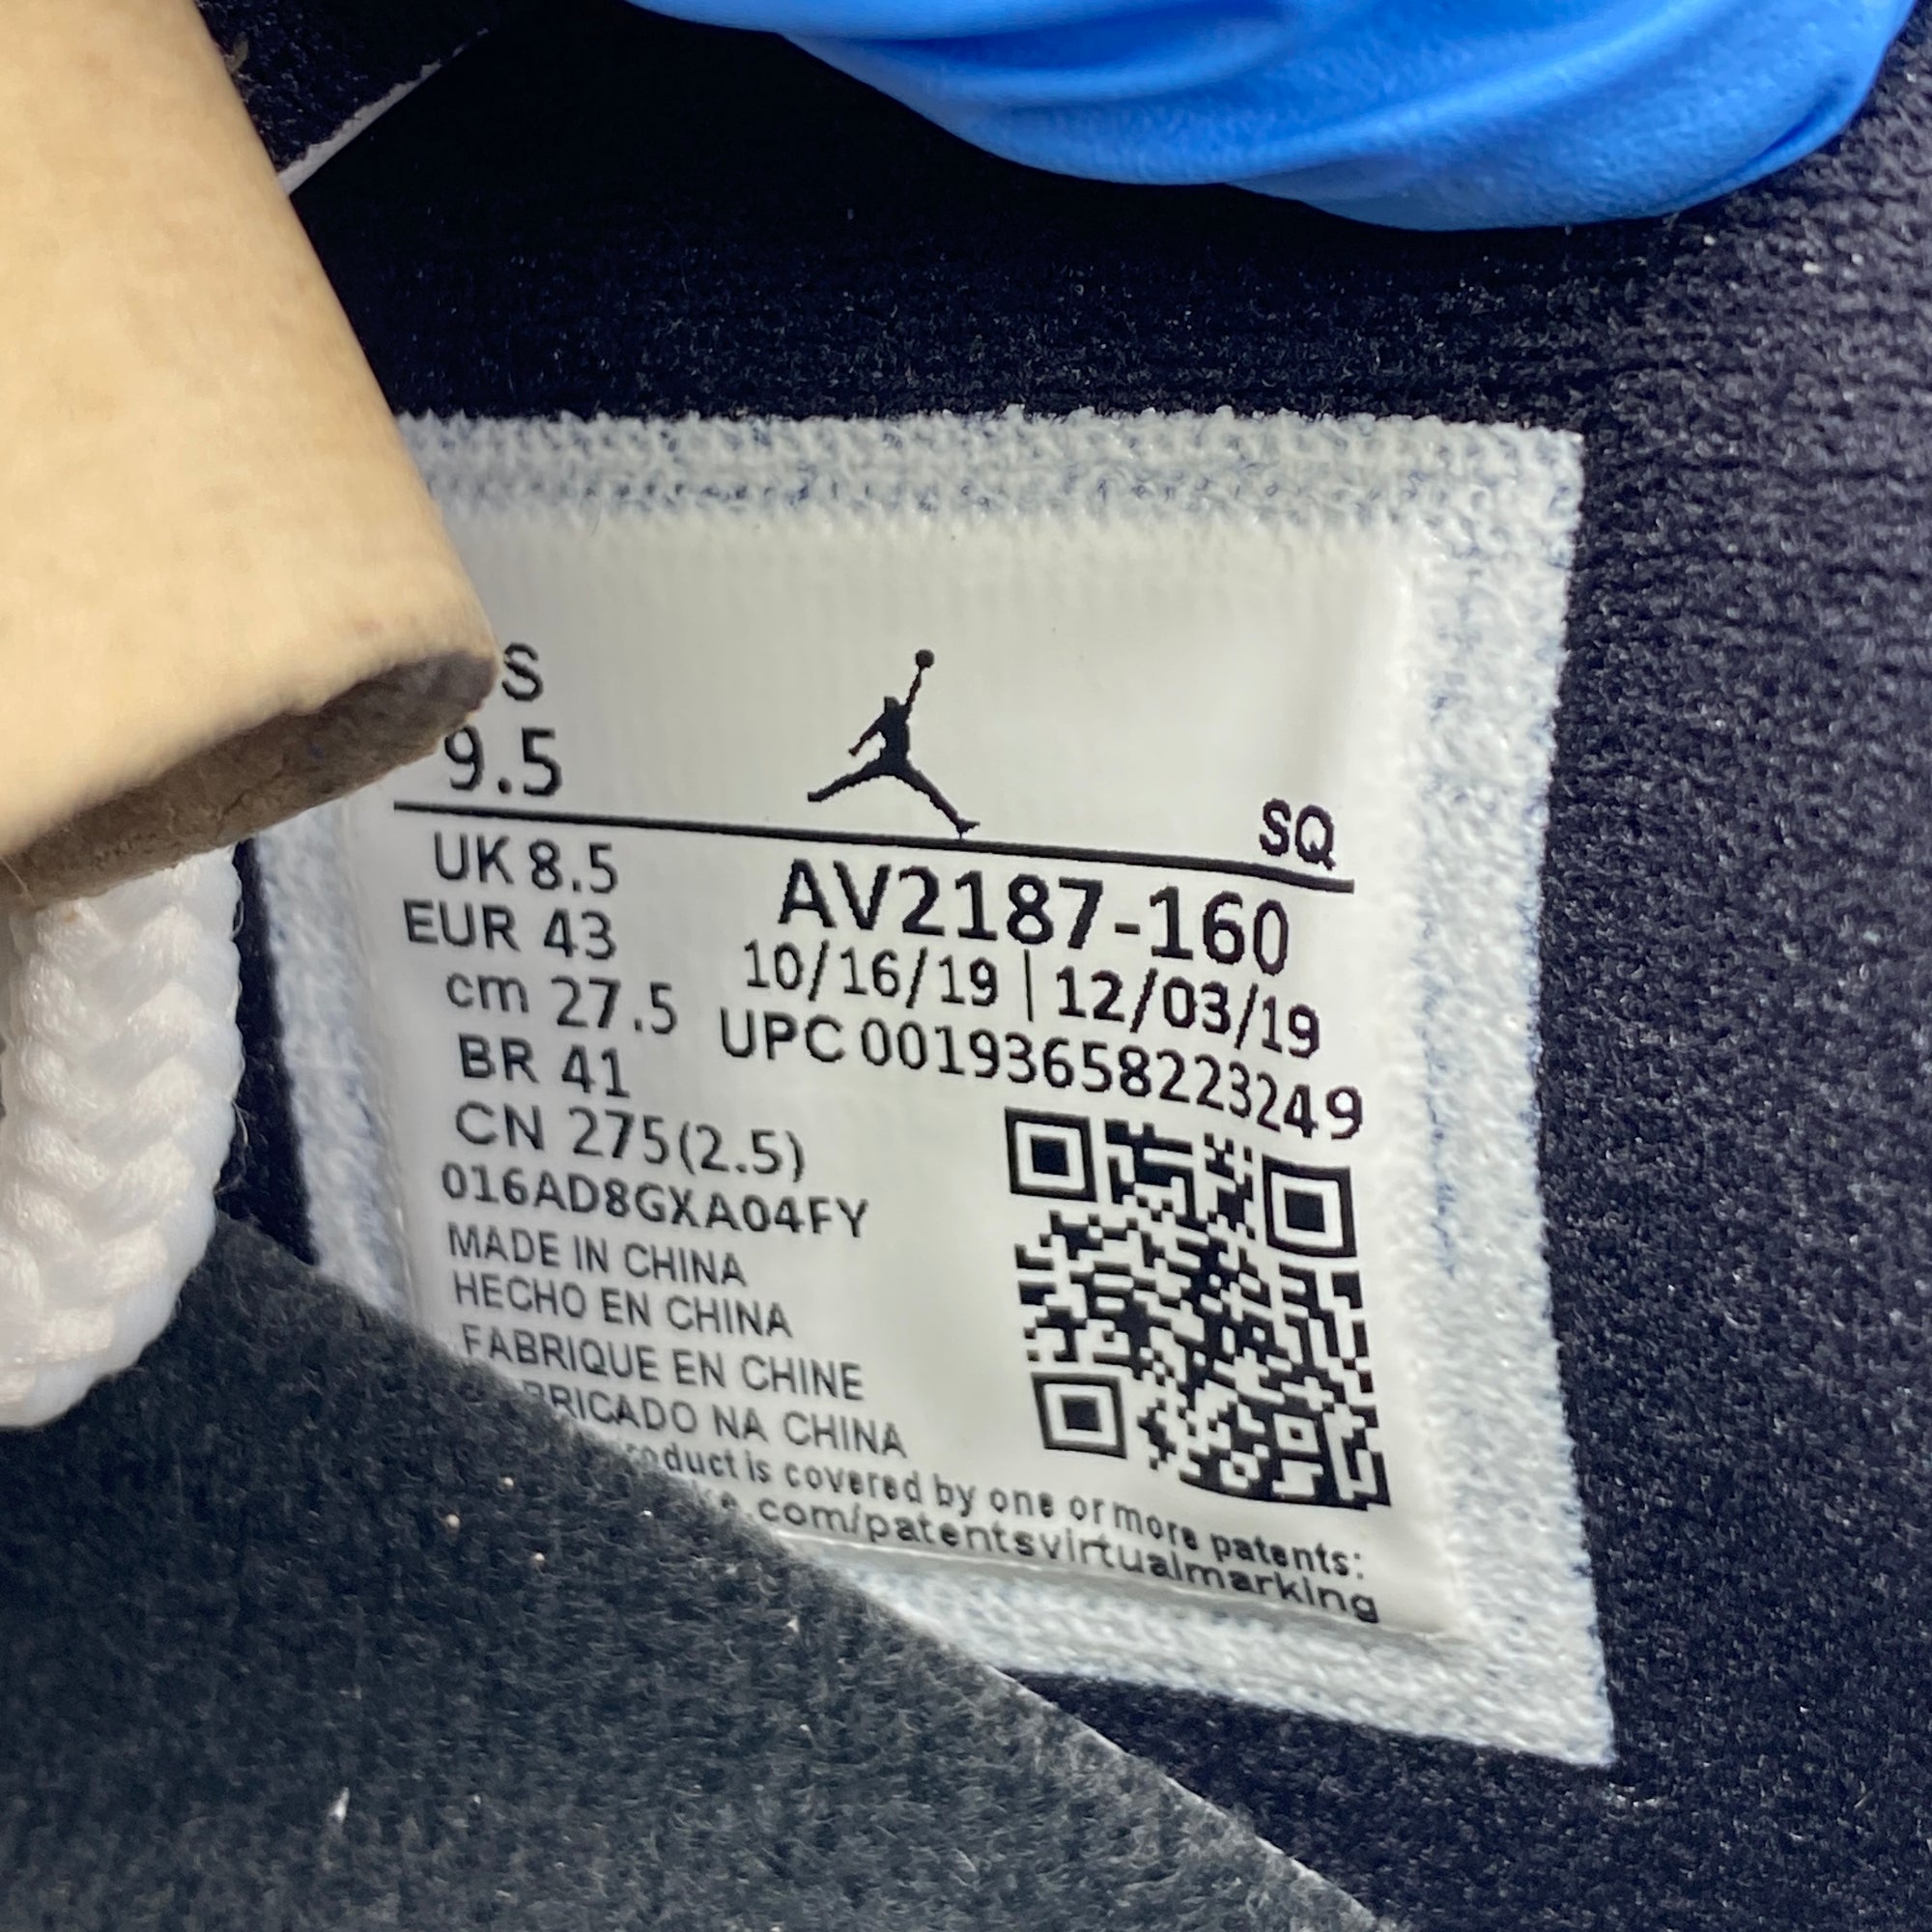 S
9.5
SQ
UK 8.5
EUR 43
cm 27.5
BR 41
CN 275(2.5)
AV2187-160
10/16/19 | 12/03/19
UPC 00193658223249
016AD8GXA04FY
MADE IN CHINA
HECHO EN CHINA
FABRIQUE EN CHINE
BRICADO NA CHINA
roduct is covered by one or more patents:
ke.com/patentsvirtualmarking